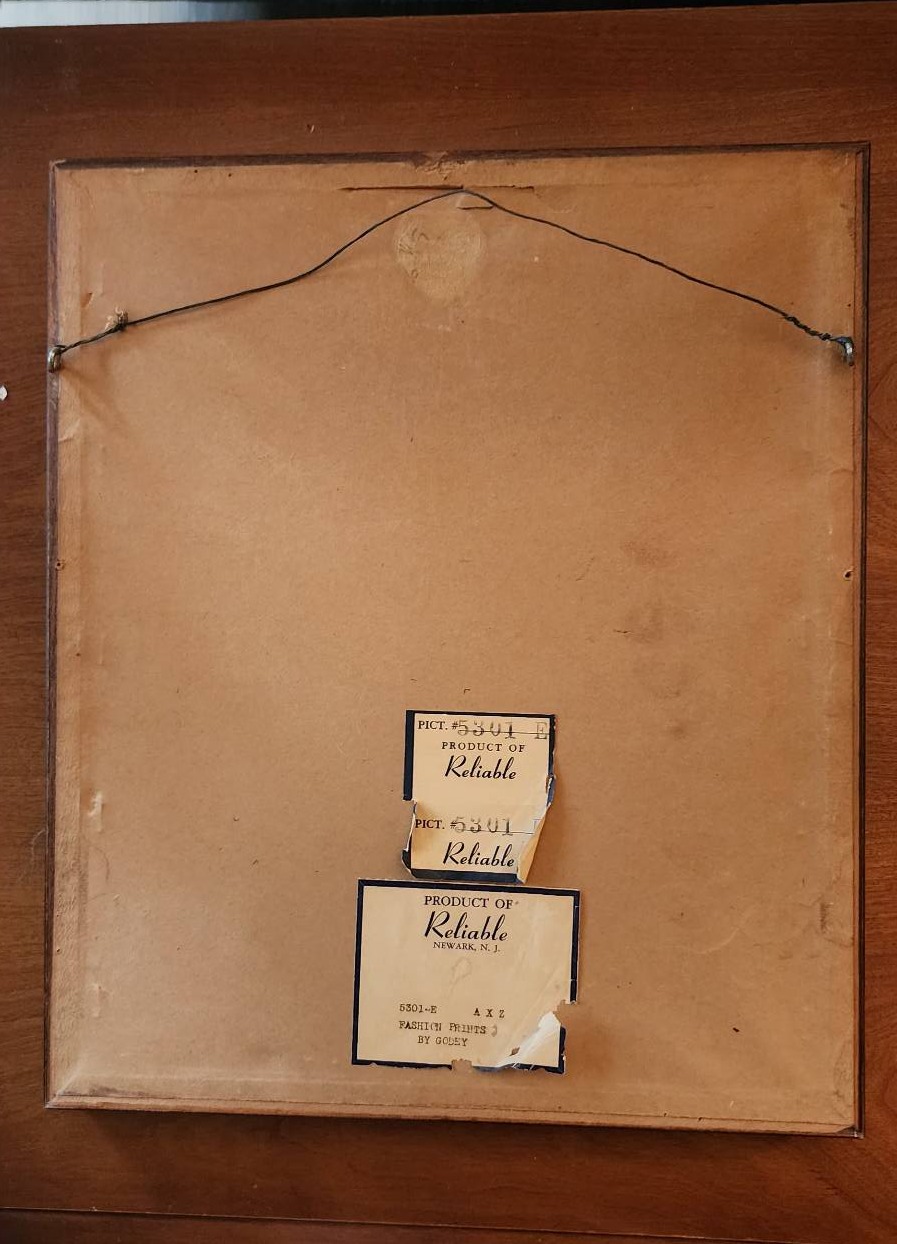 PICT. #5301 E
PRODUCT OF
Reliable
PICT. #5301
Reliable
PRODUCT OF
Reliable
NEWARK, N. J.
5301-E A X Z
FASHION PRINTS
BY GODEY